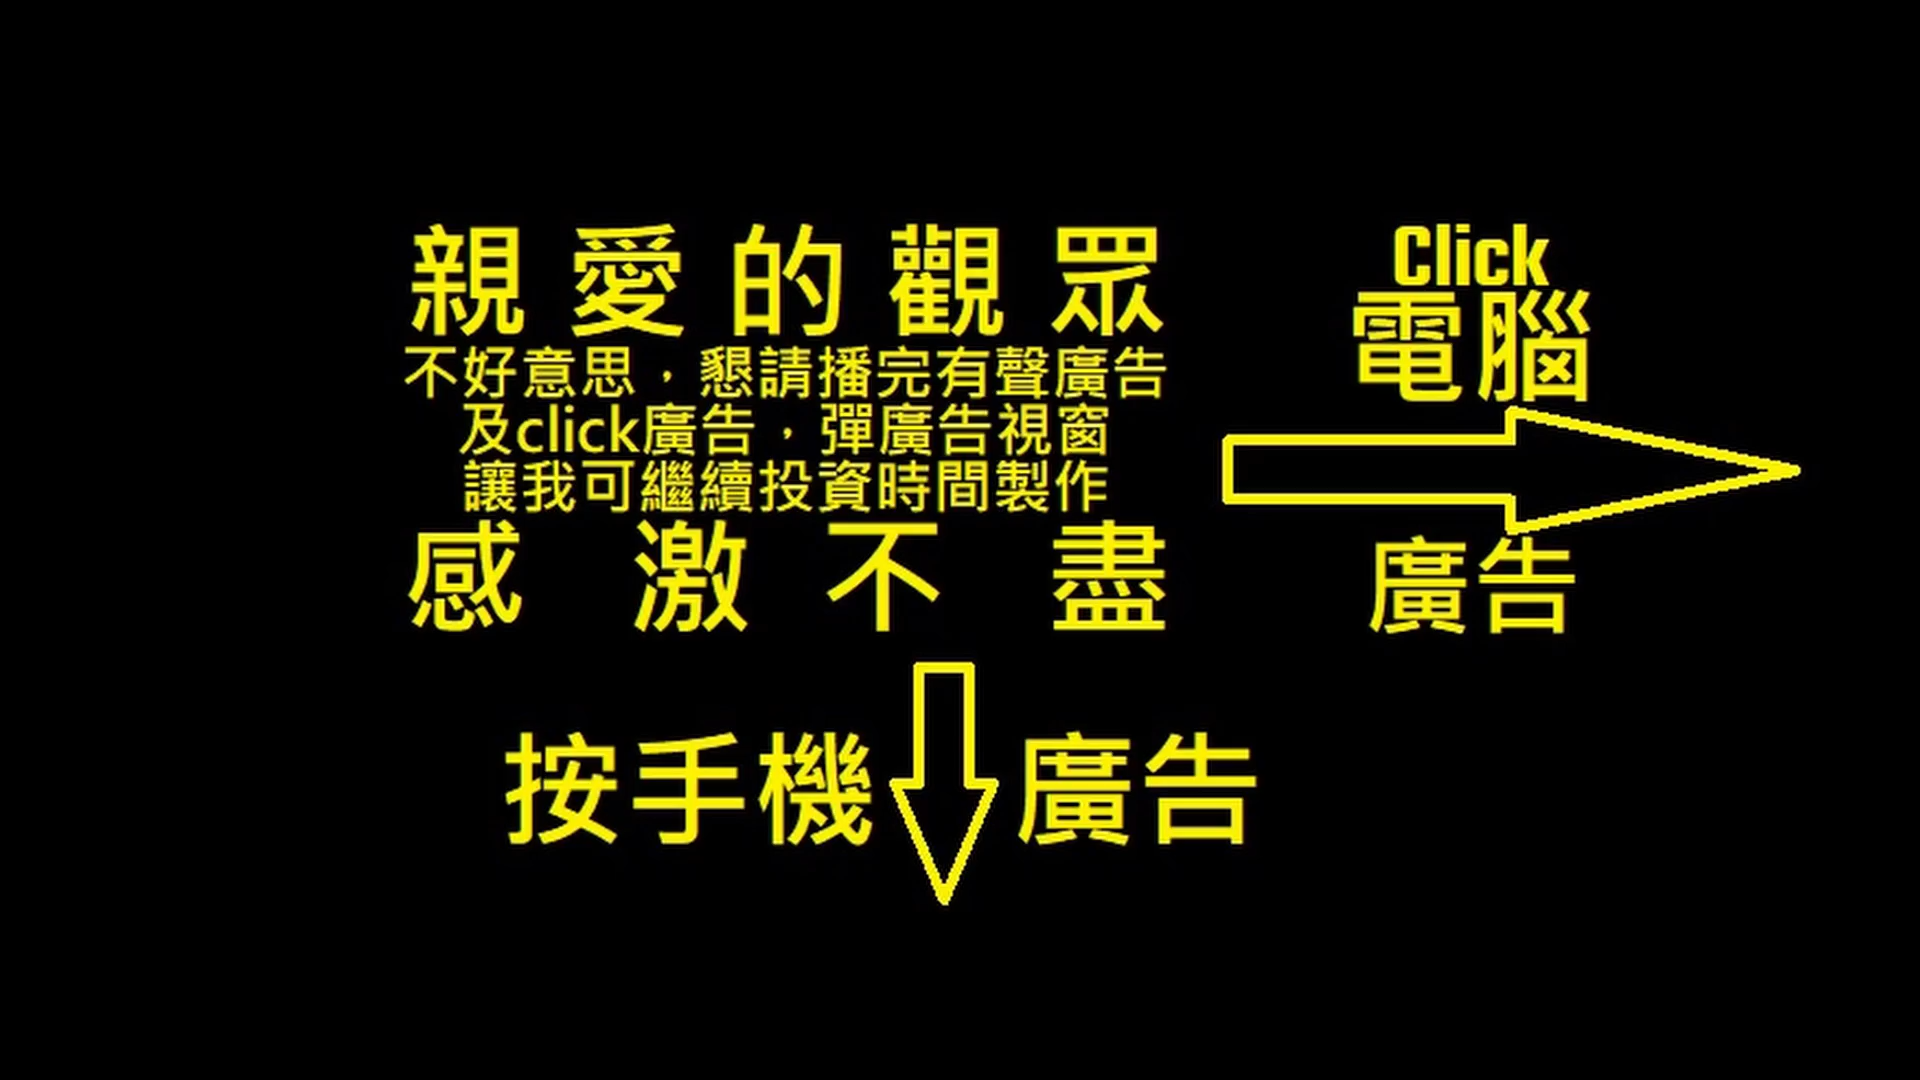 親愛的觀眾
不好意思，懇請播完有聲廣告
及click廣告，彈廣告視窗
讓我可繼續投資時間製作
感激不盡
Click
電腦
廣告
按手機 廣告